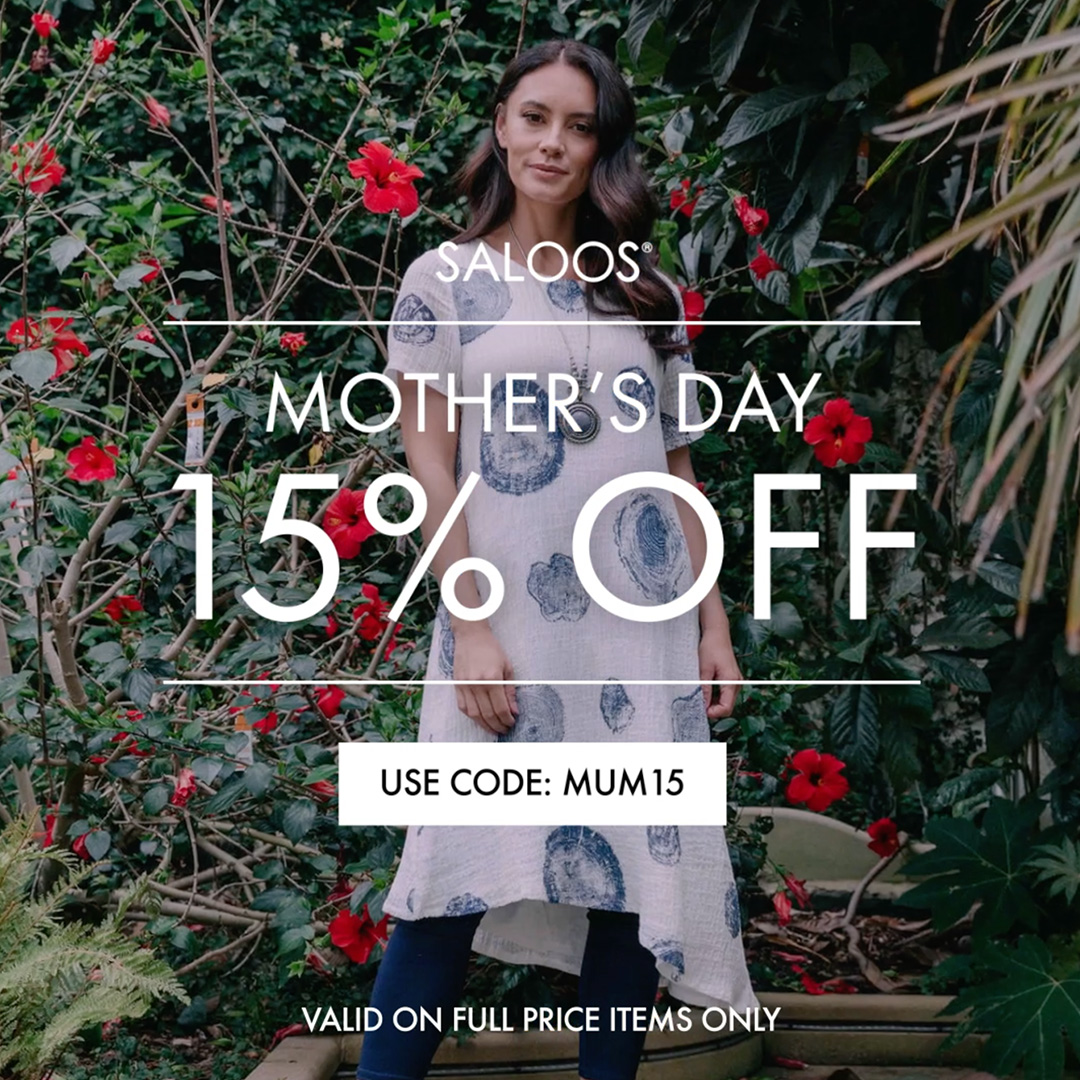 SALOOS®
MOTHER'S DAY
15% OFF
USE CODE: MUM15
VALID ON FULL PRICE ITEMS ONLY